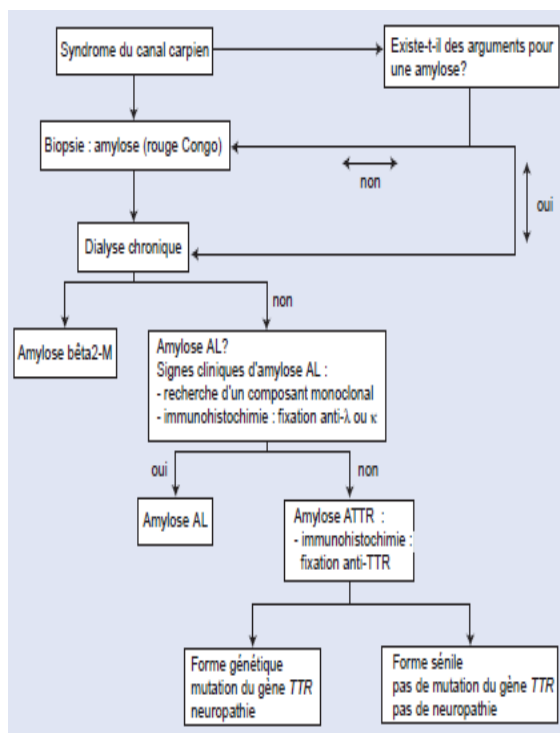 Syndrome du canal carpien
Existe-t-il des arguments pour
une amylose?
Biopsie : amylose (rouge Congo)
non
oui
Dialyse chronique
non
Amylose bêta2-M
Amylose AL?
Signes cliniques d'amylose AL :
- recherche d'un composant monoclonal
- immunohistochimie : fixation anti-λ ou κ
oui
non
Amylose AL
Amylose ATTR :
- immunohistochimie :
fixation anti-TTR
Forme génétique
mutation du gène TTR
neuropathie
Forme sénile
pas de mutation du gène TTR
pas de neuropathie